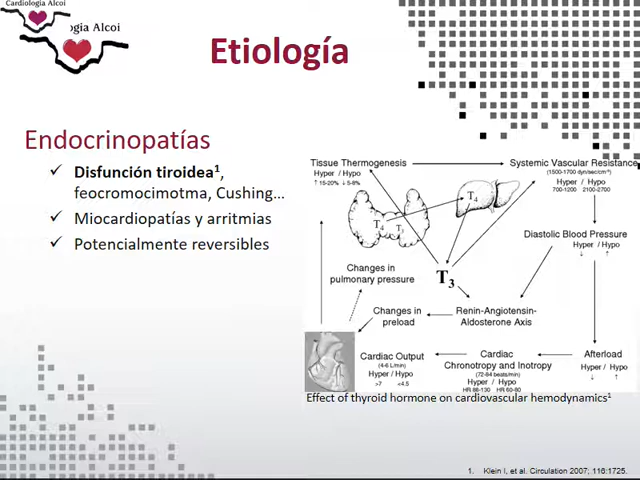 Cardiología Alcoi
ogía Alcoi
Etiología
Endocrinopatías
✓ Disfunción tiroidea¹,
feocromocimotma, Cushing...
✓ Miocardiopatías y arritmias
✓ Potencialmente reversibles
Tissue Thermogenesis
Hyper / Hypo
↑ 15-20% ↓ 5-8%
Systemic Vascular Resistance
(1500-1700 dyn/sec/cm⁻⁵)
Hyper / Hypo
700-1200 2100-2700
T₄
T₄
T₃
Diastolic Blood Pressure
Hyper / Hypo
↓ ↑
Changes in
pulmonary pressure
T₃
Changes in
preload
Renin-Angiotensin-
Aldosterone Axis
Cardiac Output
(4-6 L/min)
Hyper / Hypo
>7 <4.5
Cardiac
Chronotropy and Inotropy
(72-84 beats/min)
Hyper / Hypo
HR 88-130 HR 60-80
Afterload
Hyper / Hypo
↓ ↑
Effect of thyroid hormone on cardiovascular hemodynamics¹
1. Klein I, et al. Circulation 2007; 116:1725.